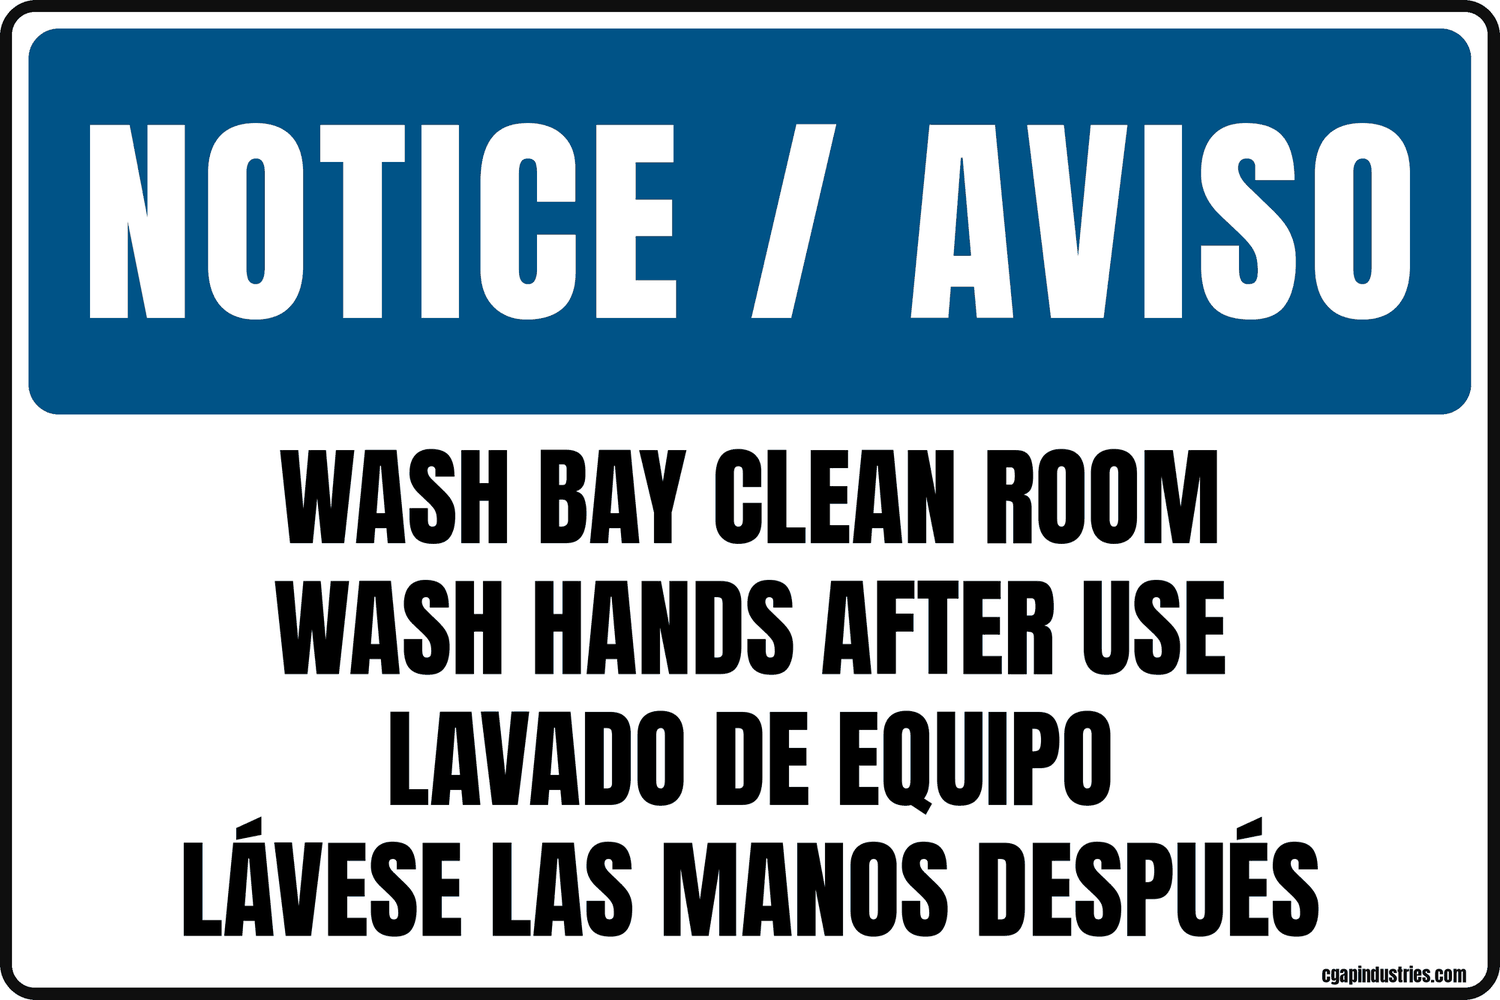 NOTICE / AVISO
WASH BAY CLEAN ROOM
WASH HANDS AFTER USE
LAVADO DE EQUIPO
LÁVESE LAS MANOS DESPUÉS
cgapindustries.com